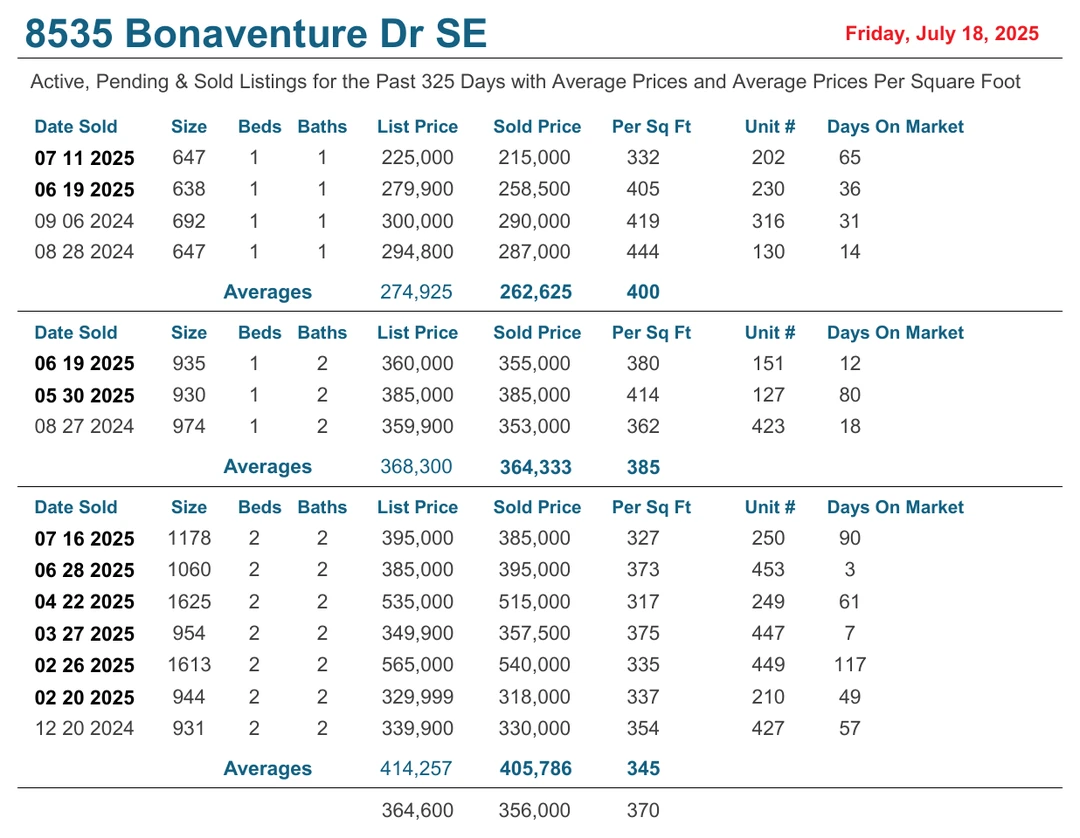 8535 Bonaventure Dr SE Friday, July 18, 2025
Active, Pending & Sold Listings for the Past 325 Days with Average Prices and Average Prices Per Square Foot
Date Sold Size Beds Baths List Price Sold Price Per Sq Ft Unit # Days On Market
07 11 2025 647 1 1 225,000 215,000 332 202 65
06 19 2025 638 1 1 279,900 258,500 405 230 36
09 06 2024 692 1 1 300,000 290,000 419 316 31
08 28 2024 647 1 1 294,800 287,000 444 130 14
Averages 274,925 262,625 400
Date Sold Size Beds Baths List Price Sold Price Per Sq Ft Unit # Days On Market
06 19 2025 935 1 2 360,000 355,000 380 151 12
05 30 2025 930 1 2 385,000 385,000 414 127 80
08 27 2024 974 1 2 359,900 353,000 362 423 18
Averages 368,300 364,333 385
Date Sold Size Beds Baths List Price Sold Price Per Sq Ft Unit # Days On Market
07 16 2025 1178 2 2 395,000 385,000 327 250 90
06 28 2025 1060 2 2 385,000 395,000 373 453 3
04 22 2025 1625 2 2 535,000 515,000 317 249 61
03 27 2025 954 2 2 349,900 357,500 375 447 7
02 26 2025 1613 2 2 565,000 540,000 335 449 117
02 20 2025 944 2 2 329,999 318,000 337 210 49
12 20 2024 931 2 2 339,900 330,000 354 427 57
Averages 414,257 405,786 345
364,600 356,000 370